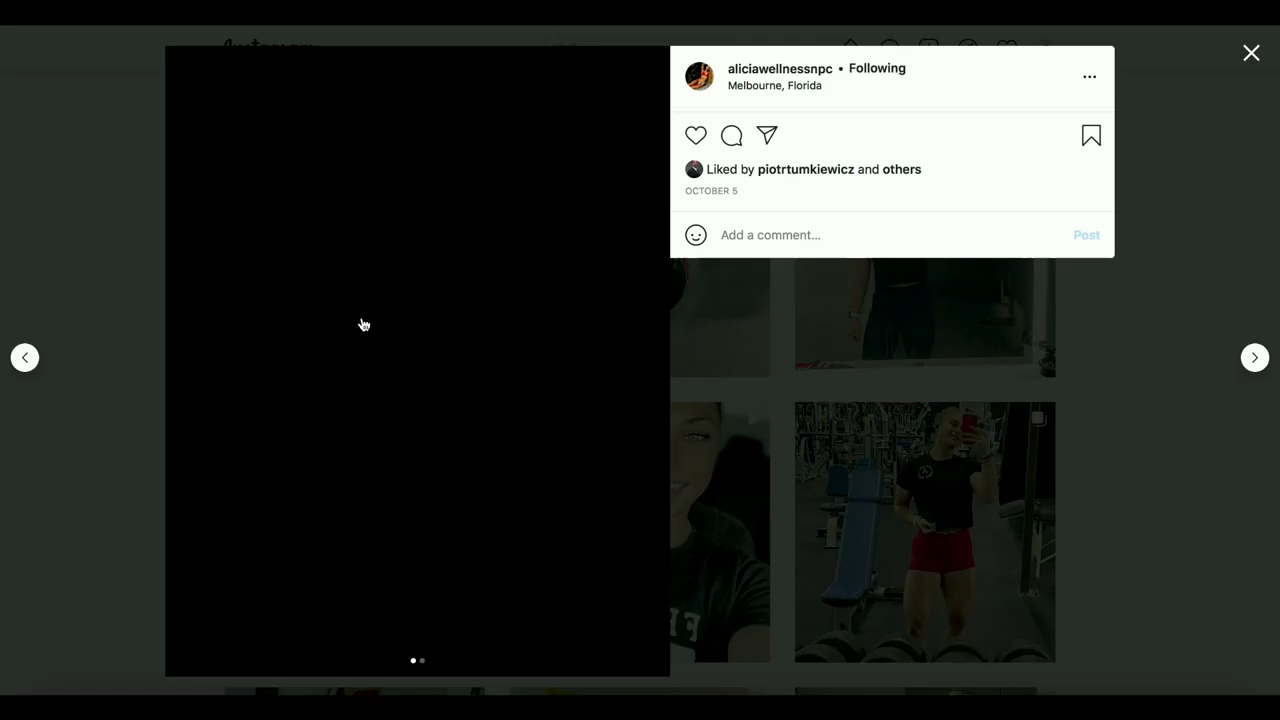 aliciawellnessnpc • Following
Melbourne, Florida
Liked by piotrtumkiewicz and others
OCTOBER 5
Add a comment...
Post